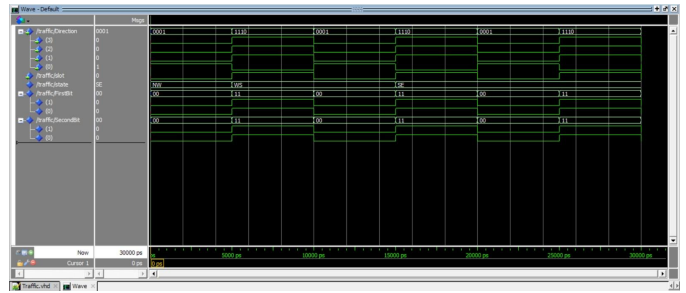 Wave - Default
Msgs
/traffic/Direction 0001 0001 1110 0001 1110 0001 1110
(3) 0
(2) 0
(1) 0
(0) 1
/traffic/slot 0
/traffic/state SE NW WS SE
/traffic/FirstBit 00 00 11 00 11 00 11
(1) 0
(0) 0
/traffic/SecondBit 00 00 11 00 11 00 11
(1) 0
(0) 0
Now 30000 ps ps 5000 ps 10000 ps 15000 ps 20000 ps 25000 ps 30000 ps
Cursor 1 0 ps 0 ps
Traffic.vhd Wave